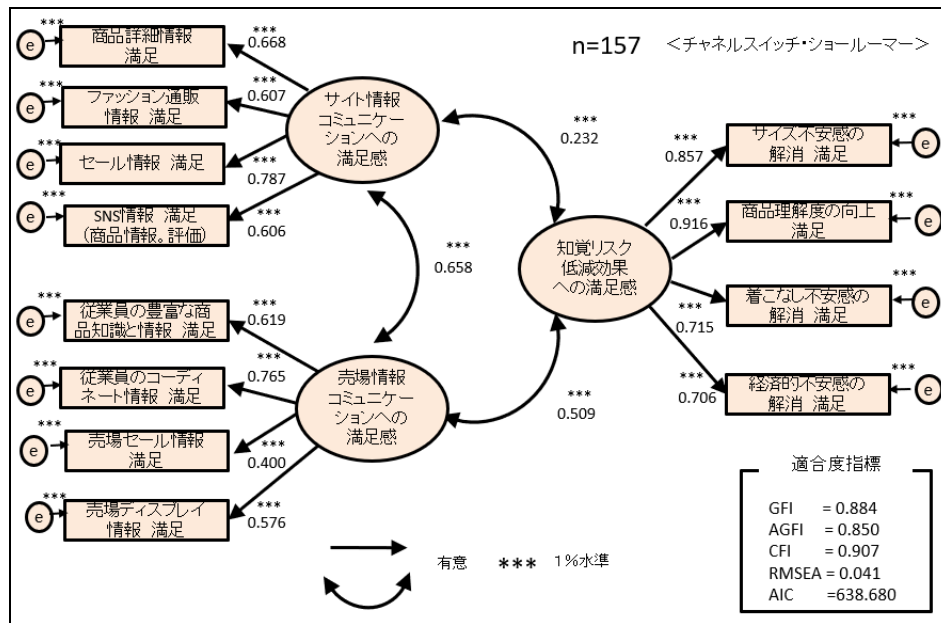 n=157 <チャネルスイッチ・ショールーマー>
e
***
商品詳細情報
満足
***
0.668
e
***
ファッション通販
情報 満足
***
0.607
e
***
セール情報 満足
***
0.787
e
***
SNS情報 満足
(商品情報。評価)
***
0.606
サイト情報
コミュニケー
ションへの
満足感
***
0.232
***
0.658
e
***
従業員の豊富な商
品知識と情報 満足
***
0.619
e
***
従業員のコーディ
ネート情報 満足
***
0.765
e
***
売場セール情報
満足
***
0.400
e
***
売場ディスプレイ
情報 満足
***
0.576
売場情報
コミュニケー
ションへの
満足感
***
0.509
知覚リスク
低減効果
への満足感
***
0.857
サイズ不安感の
解消 満足
***
e
***
0.916
商品理解度の向上
満足
***
e
***
0.715
着こなし不安感の
解消 満足
***
e
***
0.706
経済的不安感の
解消 満足
***
e
有意 *** 1%水準
適合度指標
GFI = 0.884
AGFI = 0.850
CFI = 0.907
RMSEA = 0.041
AIC =638.680